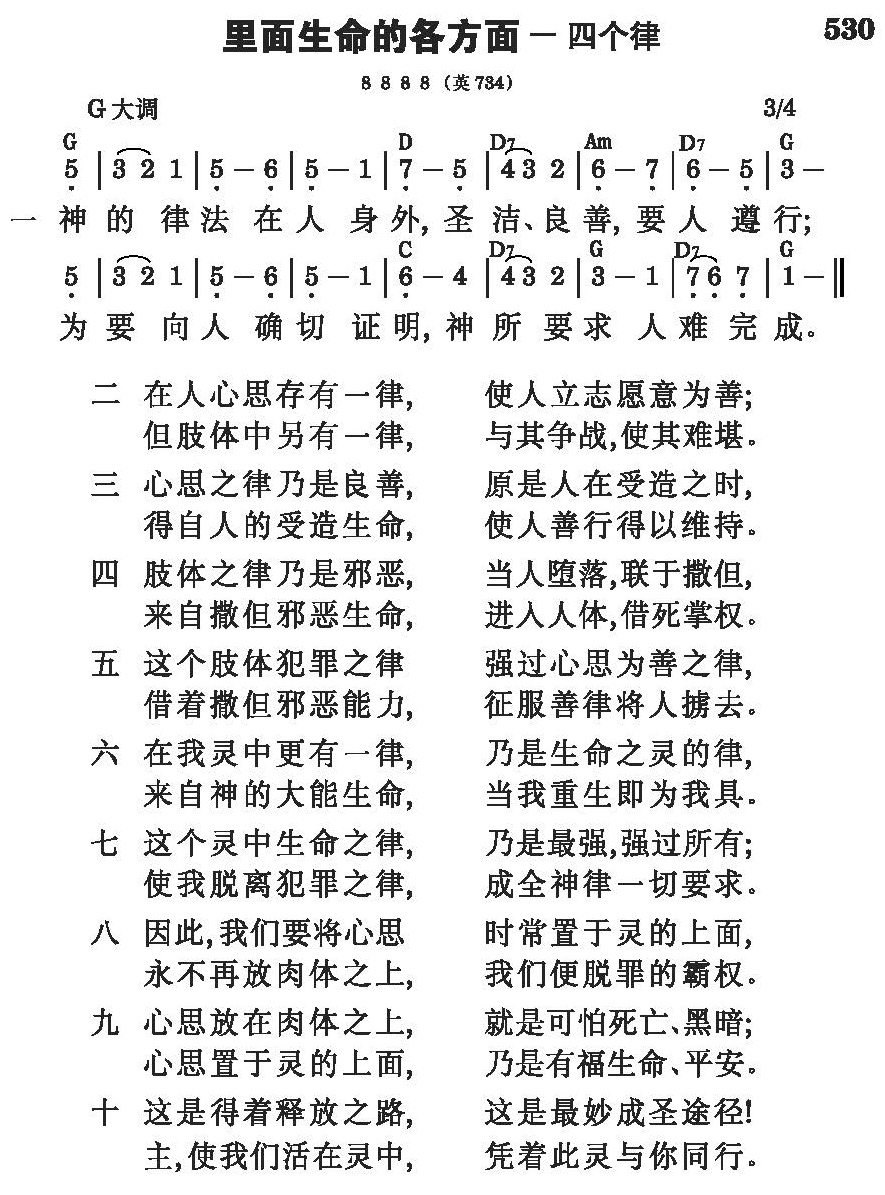 里面生命的各方面 — 四个律 530
8 8 8 8 (英734)
G大调 3/4
G D D7 Am D7 G
5 | 3 2 1 | 5 – 6 | 5 – 1 | 7 – 5 | 4 3 2 | 6 – 7 | 6 – 5 | 3 –
一 神的律法在人身外,圣洁、良善,要人遵行;
C D7 G D7 G
5 | 3 2 1 | 5 – 6 | 5 – 1 | 6 – 4 | 4 3 2 | 3 – 1 | 7 6 7 | 1 – ‖
为要向人确切证明,神所要求人难完成。
二 在人心思存有一律, 使人立志愿意为善;
但肢体中另有一律, 与其争战,使其难堪。
三 心思之律乃是良善, 原是人在受造之时,
得自人的受造生命, 使人善行得以维持。
四 肢体之律乃是邪恶, 当人堕落,联于撒但,
来自撒但邪恶生命, 进入人体,借死掌权。
五 这个肢体犯罪之律 强过心思为善之律,
借着撒但邪恶能力, 征服善律将人掳去。
六 在我灵中更有一律, 乃是生命之灵的律,
来自神的大能生命, 当我重生即为我具。
七 这个灵中生命之律, 乃是最强,强过所有;
使我脱离犯罪之律, 成全神律一切要求。
八 因此,我们要将心思 时常置于灵的上面,
永不再放肉体之上, 我们便脱罪的霸权。
九 心思放在肉体之上, 就是可怕死亡、黑暗;
心思置于灵的上面, 乃是有福生命、平安。
十 这是得着释放之路, 这是最妙成圣途径!
主,使我们活在灵中, 凭着此灵与你同行。